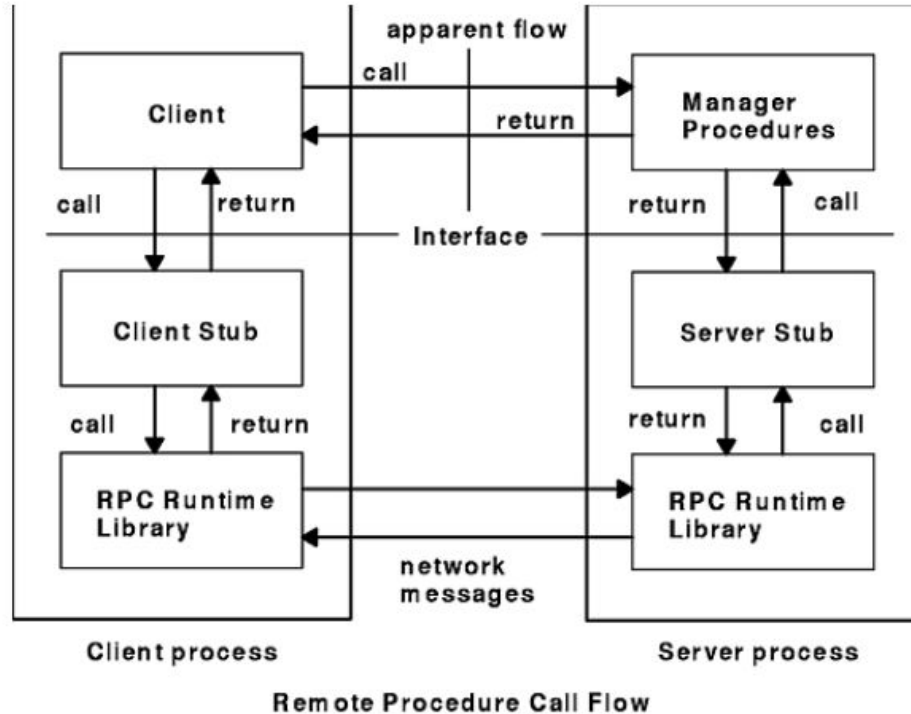 apparent flow
call
return
Client
Manager
Procedures
call
return
return
call
Interface
Client Stub
Server Stub
call
return
return
call
RPC Runtime
Library
RPC Runtime
Library
network
messages
Client process
Server process
Remote Procedure Call Flow